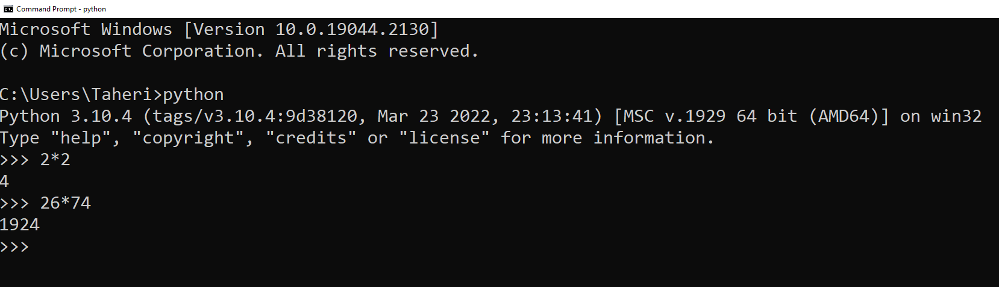 Command Prompt - python
Microsoft Windows [Version 10.0.19044.2130]
(c) Microsoft Corporation. All rights reserved.
C:\Users\Taheri>python
Python 3.10.4 (tags/v3.10.4:9d38120, Mar 23 2022, 23:13:41) [MSC v.1929 64 bit (AMD64)] on win32
Type "help", "copyright", "credits" or "license" for more information.
>>> 2*2
4
>>> 26*74
1924
>>>